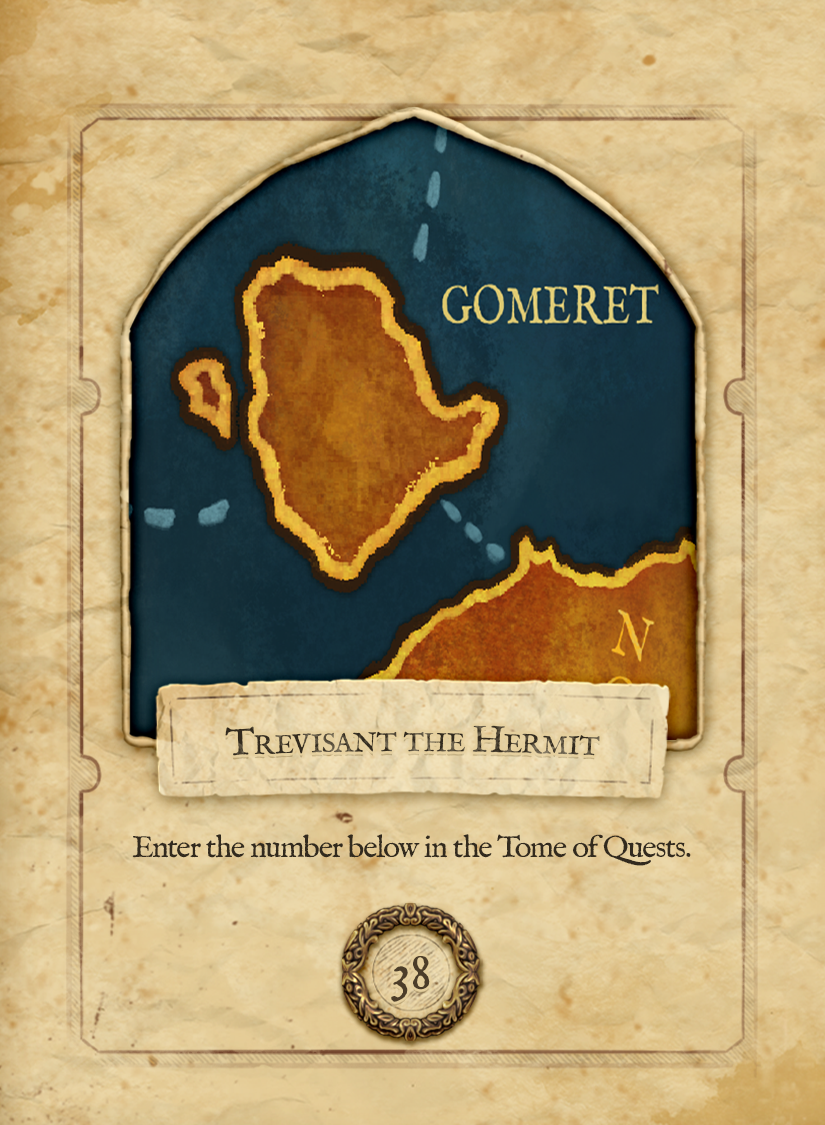 GOMERET
N
TREVISANT THE HERMIT
Enter the number below in the Tome of Quests.
38